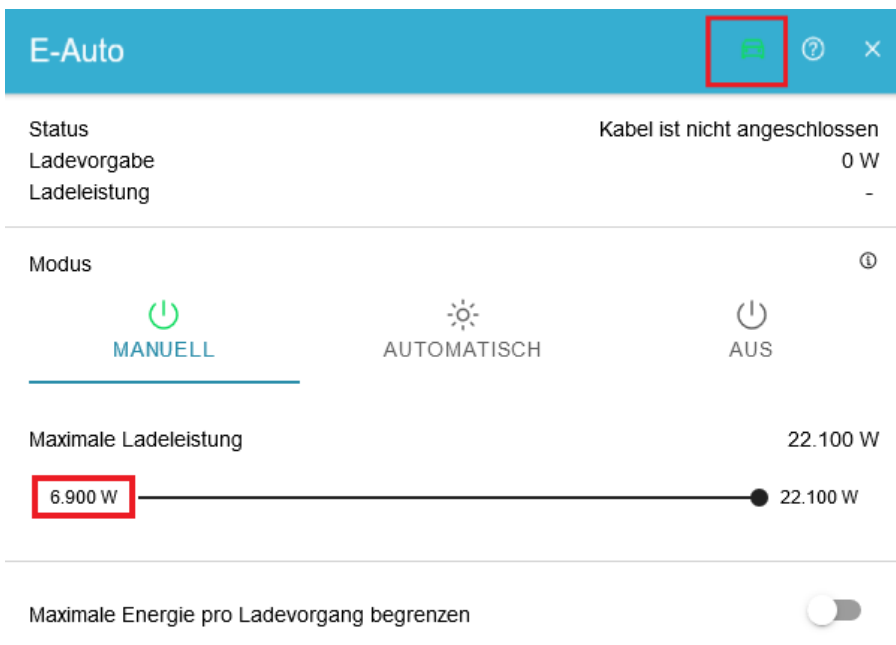 E-Auto
Status Kabel ist nicht angeschlossen
Ladevorgabe 0 W
Ladeleistung -
Modus
MANUELL AUTOMATISCH AUS
Maximale Ladeleistung 22.100 W
6.900 W 22.100 W
Maximale Energie pro Ladevorgang begrenzen